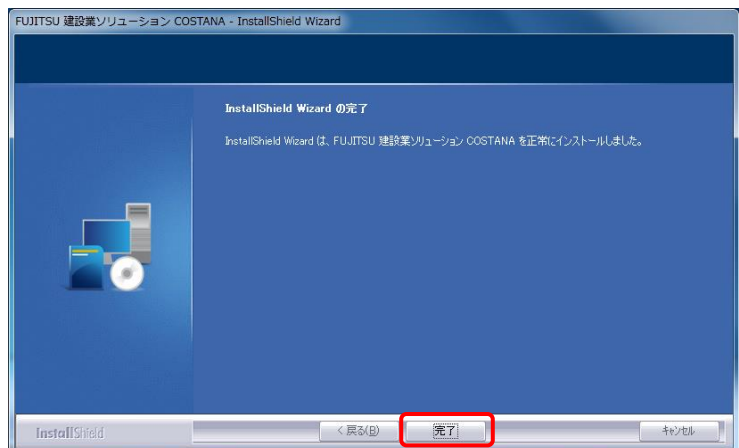 FUJITSU 建設業ソリューション COSTANA - InstallShield Wizard
InstallShield Wizard の完了
InstallShield Wizard は、FUJITSU 建設業ソリューション COSTANA を正常にインストールしました。
InstallShield
< 戻る(B) 完了 キャンセル